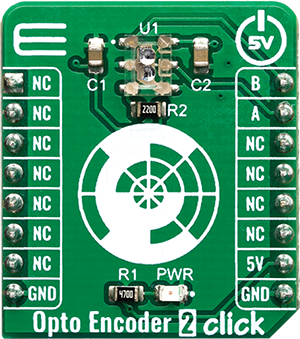 U1
5V
C1
C2
2200
R2
NC
NC
NC
NC
NC
NC
NC
GND
B
A
NC
NC
NC
NC
5V
GND
R1
PWR
4700
Opto Encoder 2 click